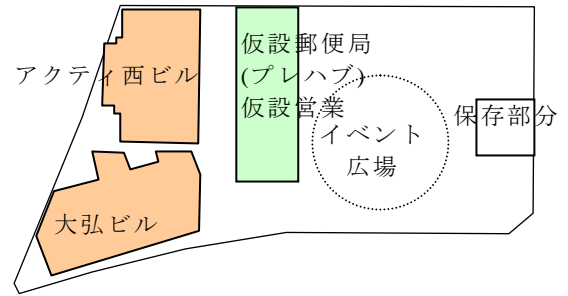 仮設郵便局
(プレハブ)
仮設営業
アクティ西ビル
イベント
広場
保存部分
大弘ビル